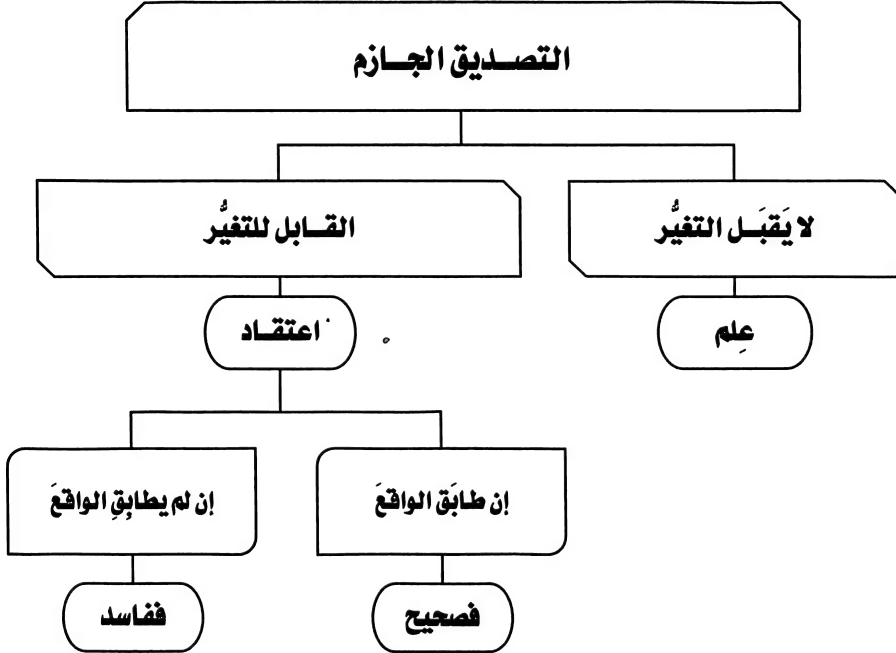 التصديق الجازم
لا يَقبَل التغيُّر
القابل للتغيُّر
عِلم
اعتقاد
إن طابَق الواقعَ
إن لم يطابِقِ الواقعَ
فصحيح
ففاسد